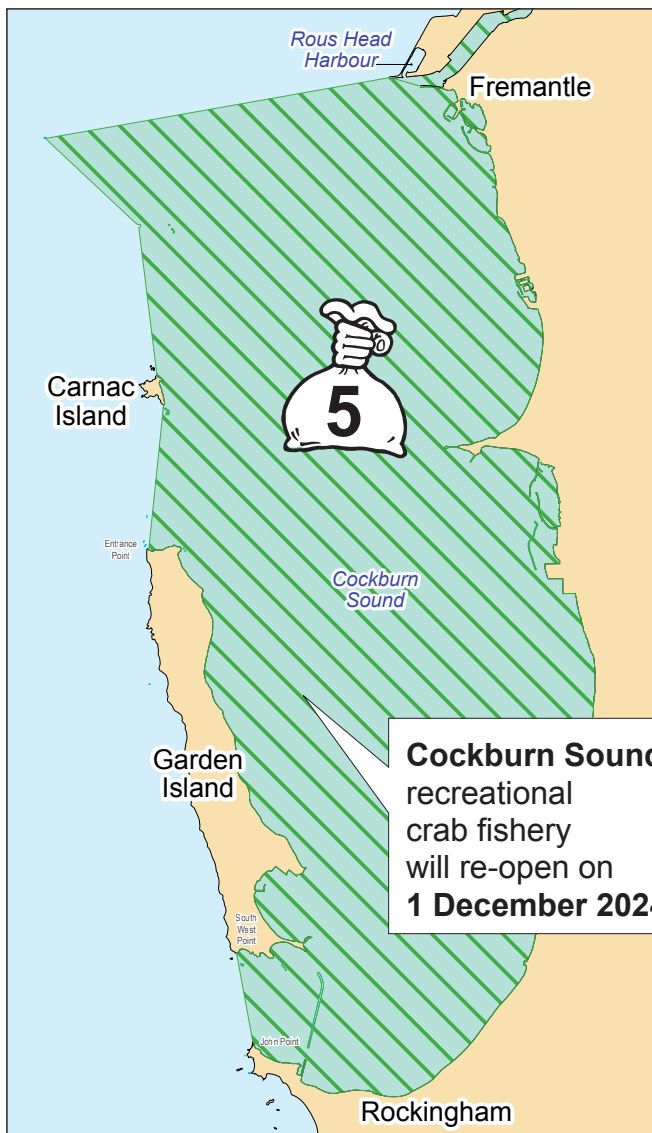 Rous Head
Harbour
Fremantle
5
Carnac
Island
Entrance
Point
Cockburn
Sound
Garden
Island
Cockburn Sound
recreational
crab fishery
will re-open on
1 December 2024
South
West
Point
John Point
Rockingham